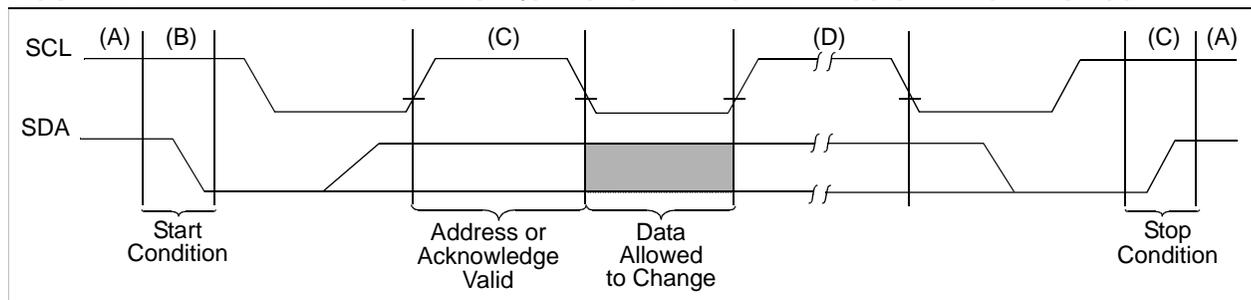 (A) (B) (C) (D) (C) (A)
SCL
SDA
Start
Condition
Address or
Acknowledge
Valid
Data
Allowed
to Change
Stop
Condition